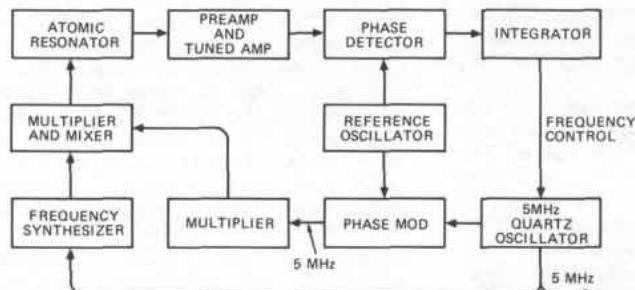 ATOMIC
RESONATOR
PREAMP
AND
TUNED AMP
PHASE
DETECTOR
INTEGRATOR
MULTIPLIER
AND MIXER
REFERENCE
OSCILLATOR
FREQUENCY
CONTROL
FREQUENCY
SYNTHESIZER
MULTIPLIER
PHASE MOD
5MHz
QUARTZ
OSCILLATOR
5 MHz
5 MHz